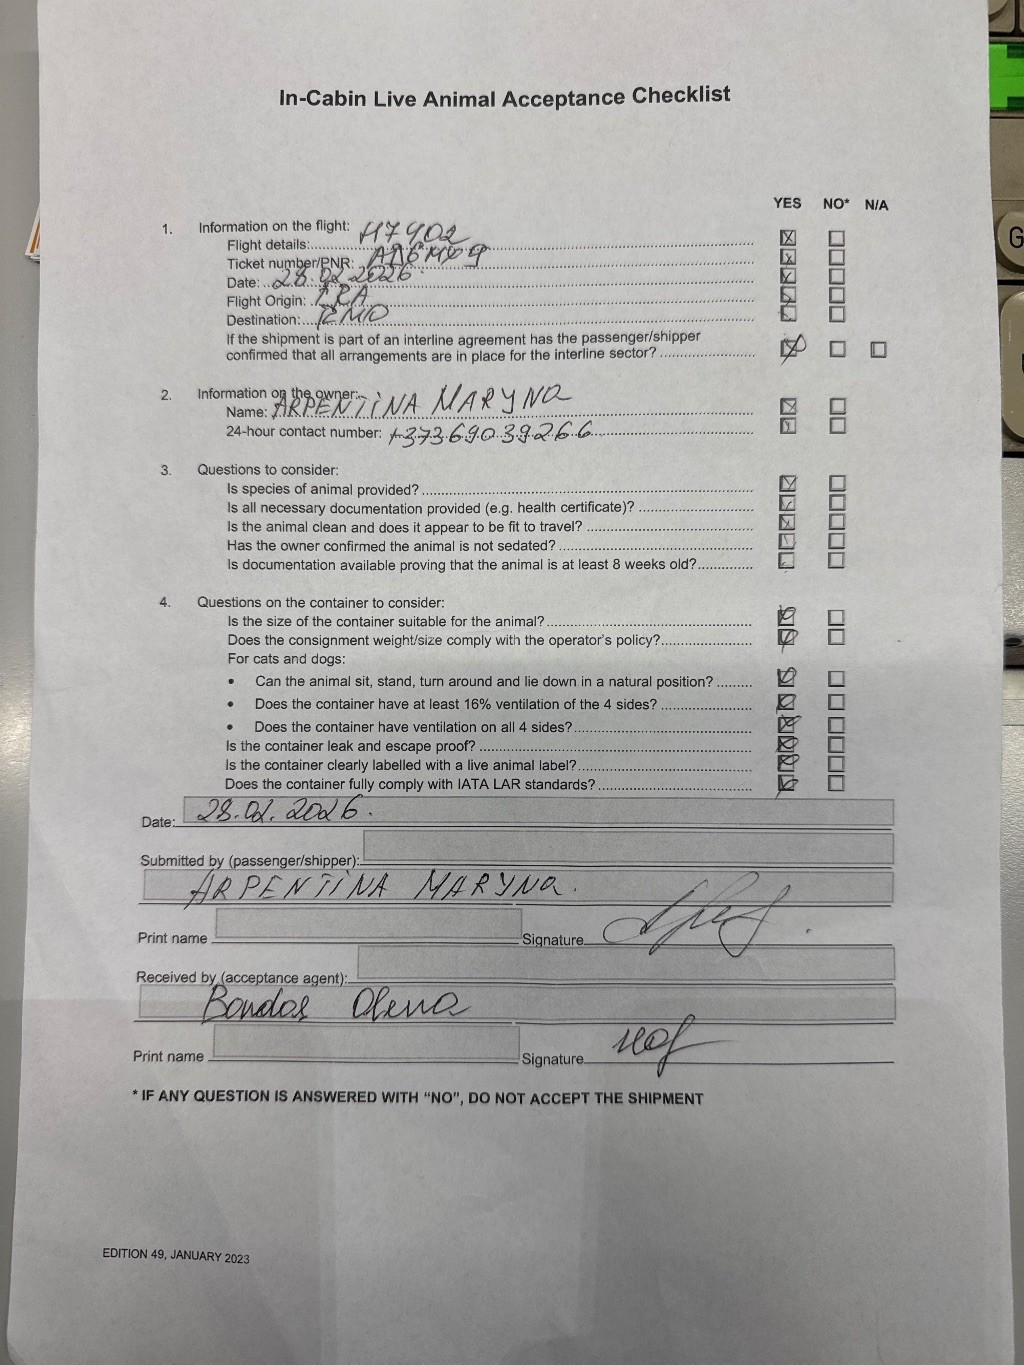 In-Cabin Live Animal Acceptance Checklist
YES NO* N/A
1. Information on the flight:
Flight details: H7902
Ticket number/PNR:
Date: 28.02.2026
Flight Origin:
Destination: RMO
If the shipment is part of an interline agreement has the passenger/shipper
confirmed that all arrangements are in place for the interline sector?
2. Information on the owner:
Name: ARPENTINA MARYNA
24-hour contact number: +37369039266
3. Questions to consider:
Is species of animal provided?
Is all necessary documentation provided (e.g. health certificate)?
Is the animal clean and does it appear to be fit to travel?
Has the owner confirmed the animal is not sedated?
Is documentation available proving that the animal is at least 8 weeks old?
4. Questions on the container to consider:
Is the size of the container suitable for the animal?
Does the consignment weight/size comply with the operator's policy?
For cats and dogs:
• Can the animal sit, stand, turn around and lie down in a natural position?
• Does the container have at least 16% ventilation of the 4 sides?
• Does the container have ventilation on all 4 sides?
Is the container leak and escape proof?
Is the container clearly labelled with a live animal label?
Does the container fully comply with IATA LAR standards?
Date: 28.02.2026.
Submitted by (passenger/shipper):
ARPENTINA MARYNA.
Print name Signature
Received by (acceptance agent):
Bondos Olena
Print name Signature
* IF ANY QUESTION IS ANSWERED WITH “NO”, DO NOT ACCEPT THE SHIPMENT
EDITION 49, JANUARY 2023
G